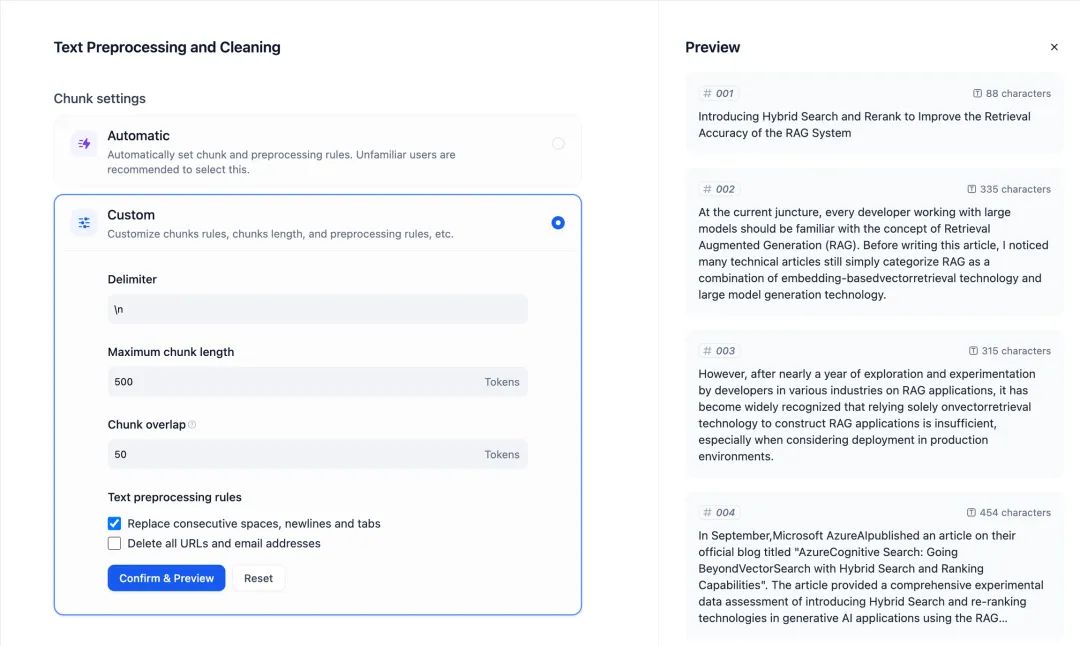 Text Preprocessing and Cleaning
Chunk settings
Automatic
Automatically set chunk and preprocessing rules. Unfamiliar users are
recommended to select this.
Custom
Customize chunks rules, chunks length, and preprocessing rules, etc.
Delimiter
\n
Maximum chunk length
500 Tokens
Chunk overlap
50 Tokens
Text preprocessing rules
Replace consecutive spaces, newlines and tabs
Delete all URLs and email addresses
Confirm & Preview Reset
Preview
# 001 88 characters
Introducing Hybrid Search and Rerank to Improve the Retrieval
Accuracy of the RAG System
# 002 335 characters
At the current juncture, every developer working with large
models should be familiar with the concept of Retrieval
Augmented Generation (RAG). Before writing this article, I noticed
many technical articles still simply categorize RAG as a
combination of embedding-basedvectorretrieval technology and
large model generation technology.
# 003 315 characters
However, after nearly a year of exploration and experimentation
by developers in various industries on RAG applications, it has
become widely recognized that relying solely onvectorretrieval
technology to construct RAG applications is insufficient,
especially when considering deployment in production
environments.
# 004 454 characters
In September,Microsoft AzureAIpublished an article on their
official blog titled "AzureCognitive Search: Going
BeyondVectorSearch with Hybrid Search and Ranking
Capabilities". The article provided a comprehensive experimental
data assessment of introducing Hybrid Search and re-ranking
technologies in generative AI applications using the RAG...